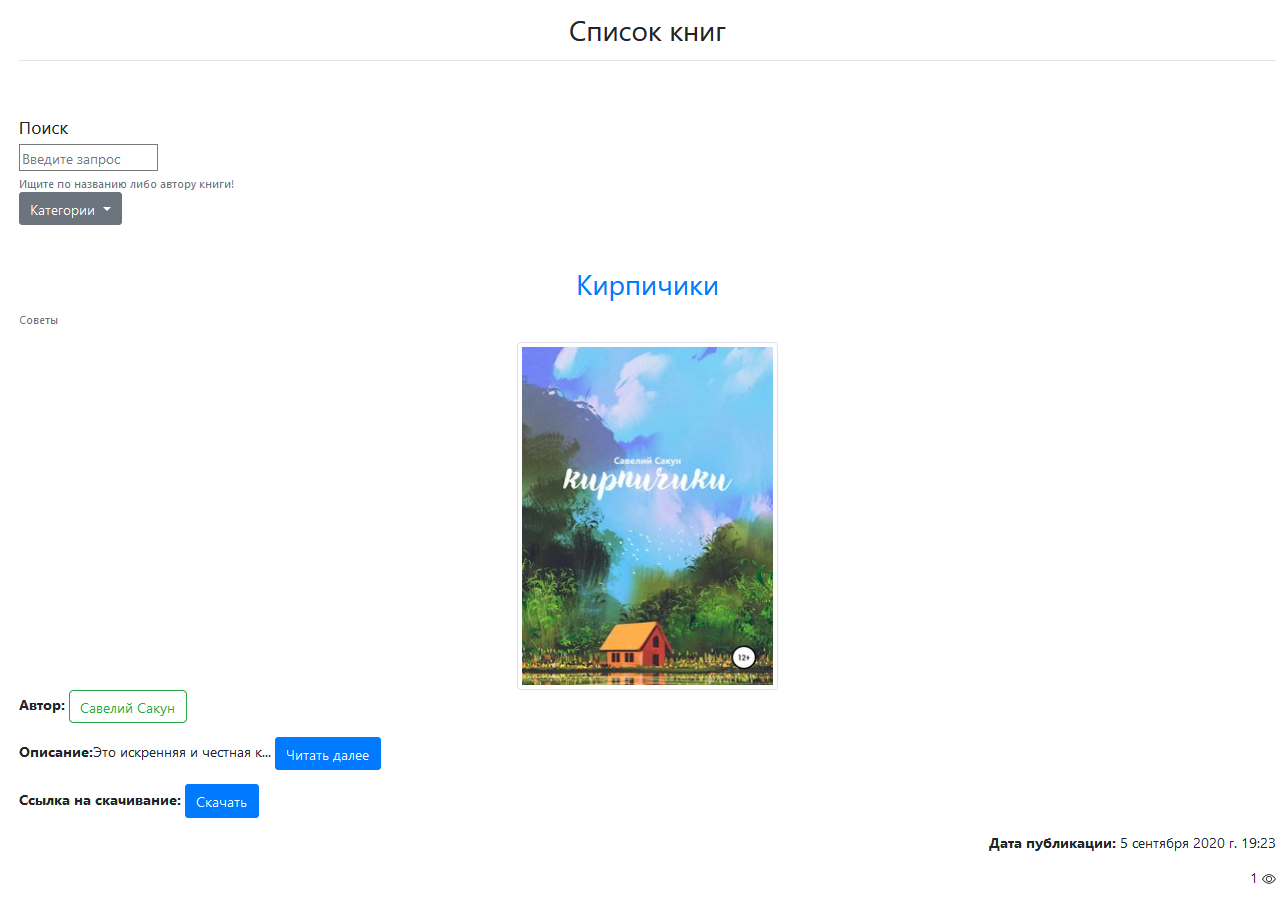 Список книг
Поиск
Введите запрос
Ищите по названию либо автору книги!
Категории
Кирпичики
Советы
Савелий Сакун
кирпичики
12+
Автор: Савелий Сакун
Описание:Это искренняя и честная к... Читать далее
Ссылка на скачивание: Скачать
Дата публикации: 5 сентября 2020 г. 19:23
1